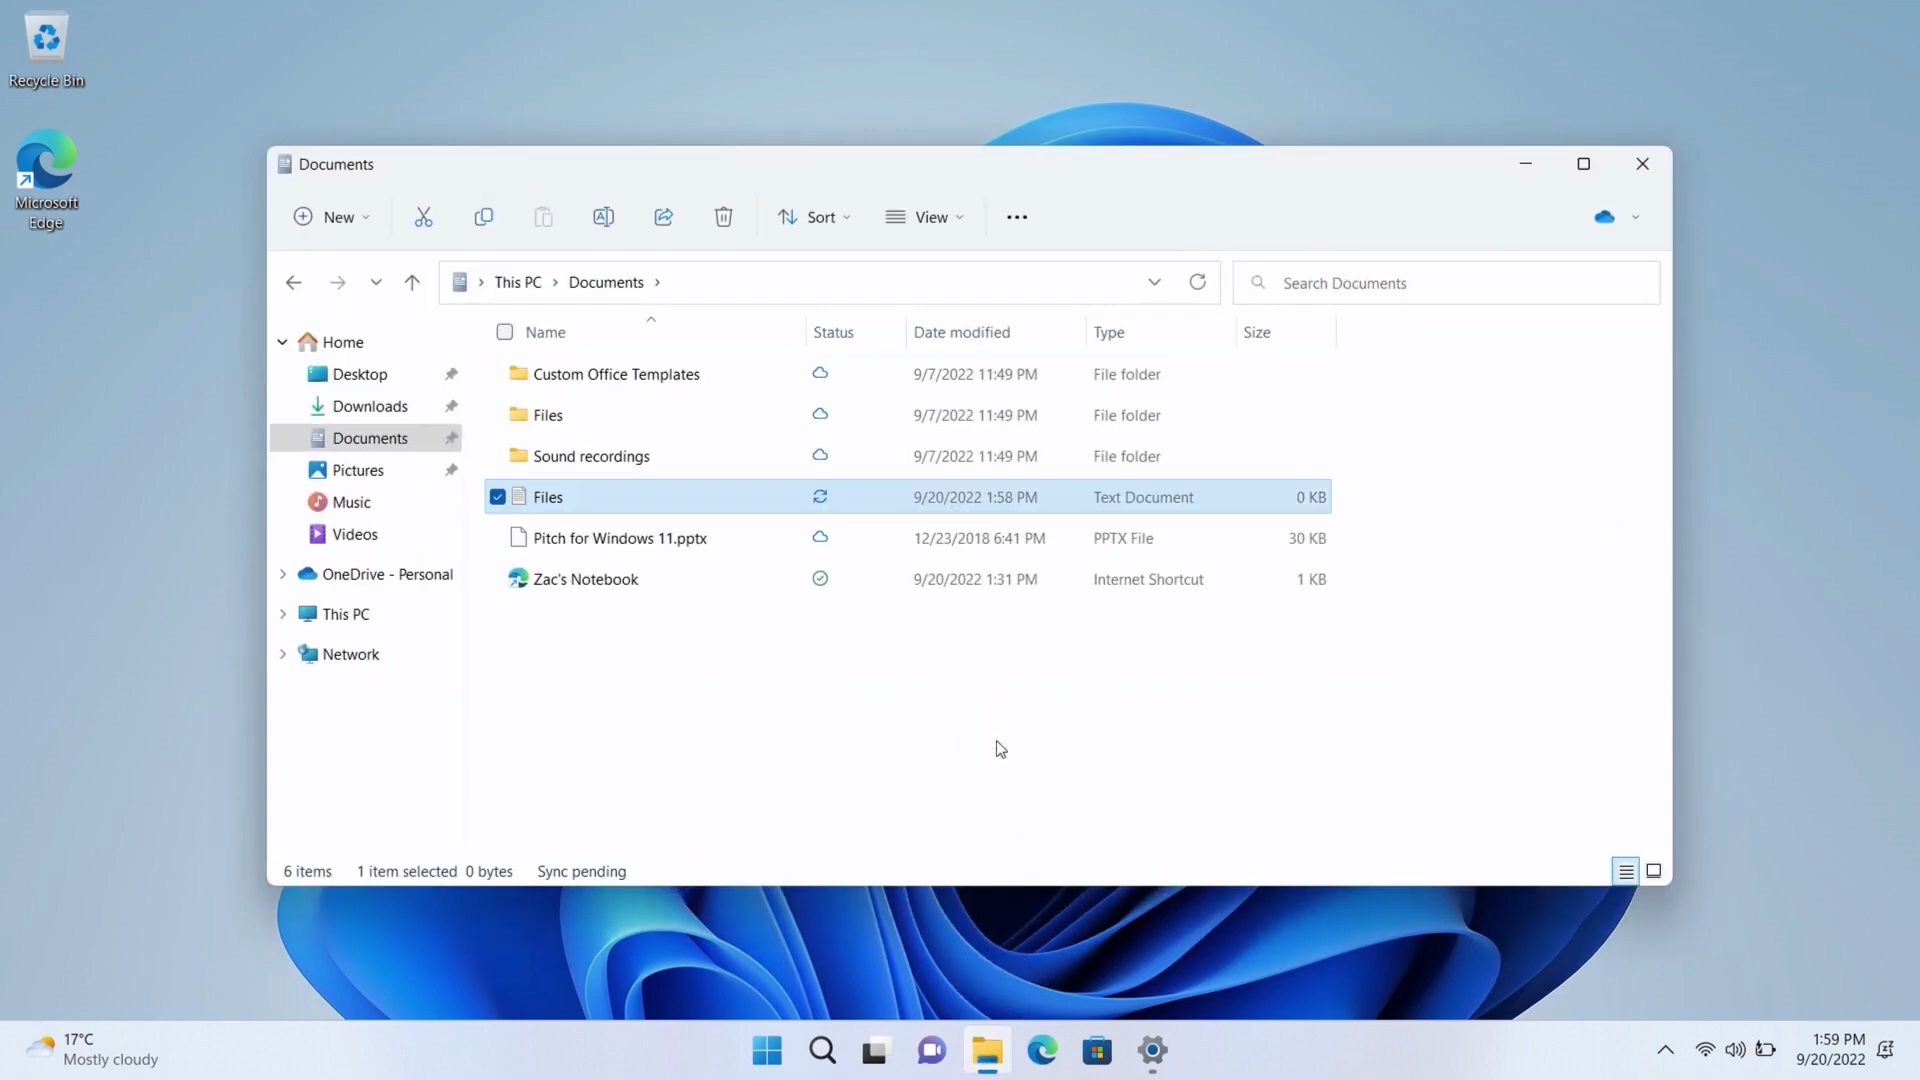 Recycle Bin
Microsoft
Edge
Documents
New
Sort
View
This PC
Documents
Search Documents
Name Status Date modified Type Size
Home
Desktop
Downloads
Documents
Pictures
Music
Videos
OneDrive - Personal
This PC
Network
Custom Office Templates 9/7/2022 11:49 PM File folder
Files 9/7/2022 11:49 PM File folder
Sound recordings 9/7/2022 11:49 PM File folder
Files 9/20/2022 1:58 PM Text Document 0 KB
Pitch for Windows 11.pptx 12/23/2018 6:41 PM PPTX File 30 KB
Zac's Notebook 9/20/2022 1:31 PM Internet Shortcut 1 KB
6 items 1 item selected 0 bytes Sync pending
17°C
Mostly cloudy
1:59 PM
9/20/2022